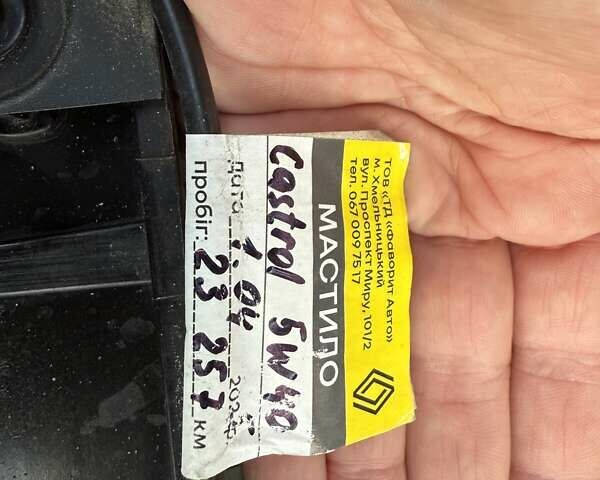 ТОВ «ТД «Фаворит Авто»
м. Хмельницький
вул. Проспект Миру, 101/2
тел. 067 009 75 17
МАСТИЛО
Castrol 5W40
дата 1.04
пробіг: 23 257 км